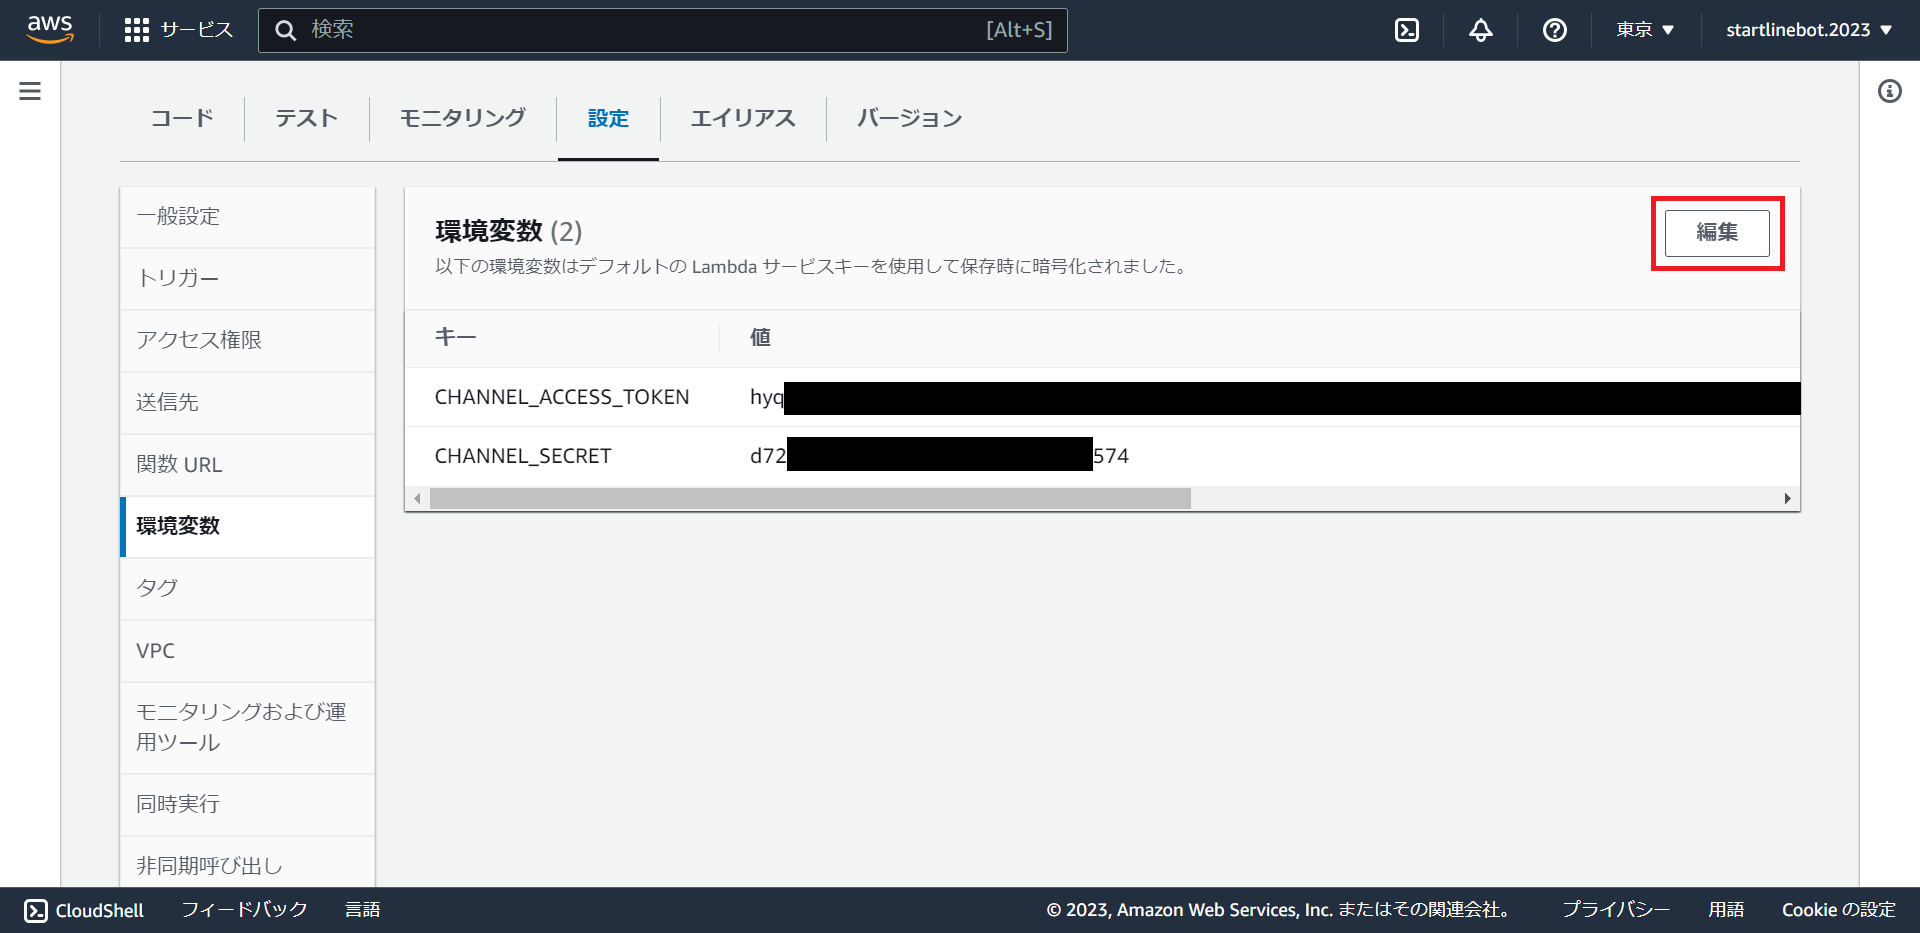 aws サービス 検索 [Alt+S] 東京 ▼ startlinebot.2023 ▼
コード テスト モニタリング 設定 エイリアス バージョン
一般設定
トリガー
アクセス権限
送信先
関数 URL
環境変数
タグ
VPC
モニタリングおよび運
用ツール
同時実行
非同期呼び出し
環境変数 (2)
編集
以下の環境変数はデフォルトの Lambda サービスキーを使用して保存時に暗号化されました。
キー 値
CHANNEL_ACCESS_TOKEN hyq
CHANNEL_SECRET d72 574
CloudShell フィードバック 言語 © 2023, Amazon Web Services, Inc. またはその関連会社。 プライバシー 用語 Cookie の設定